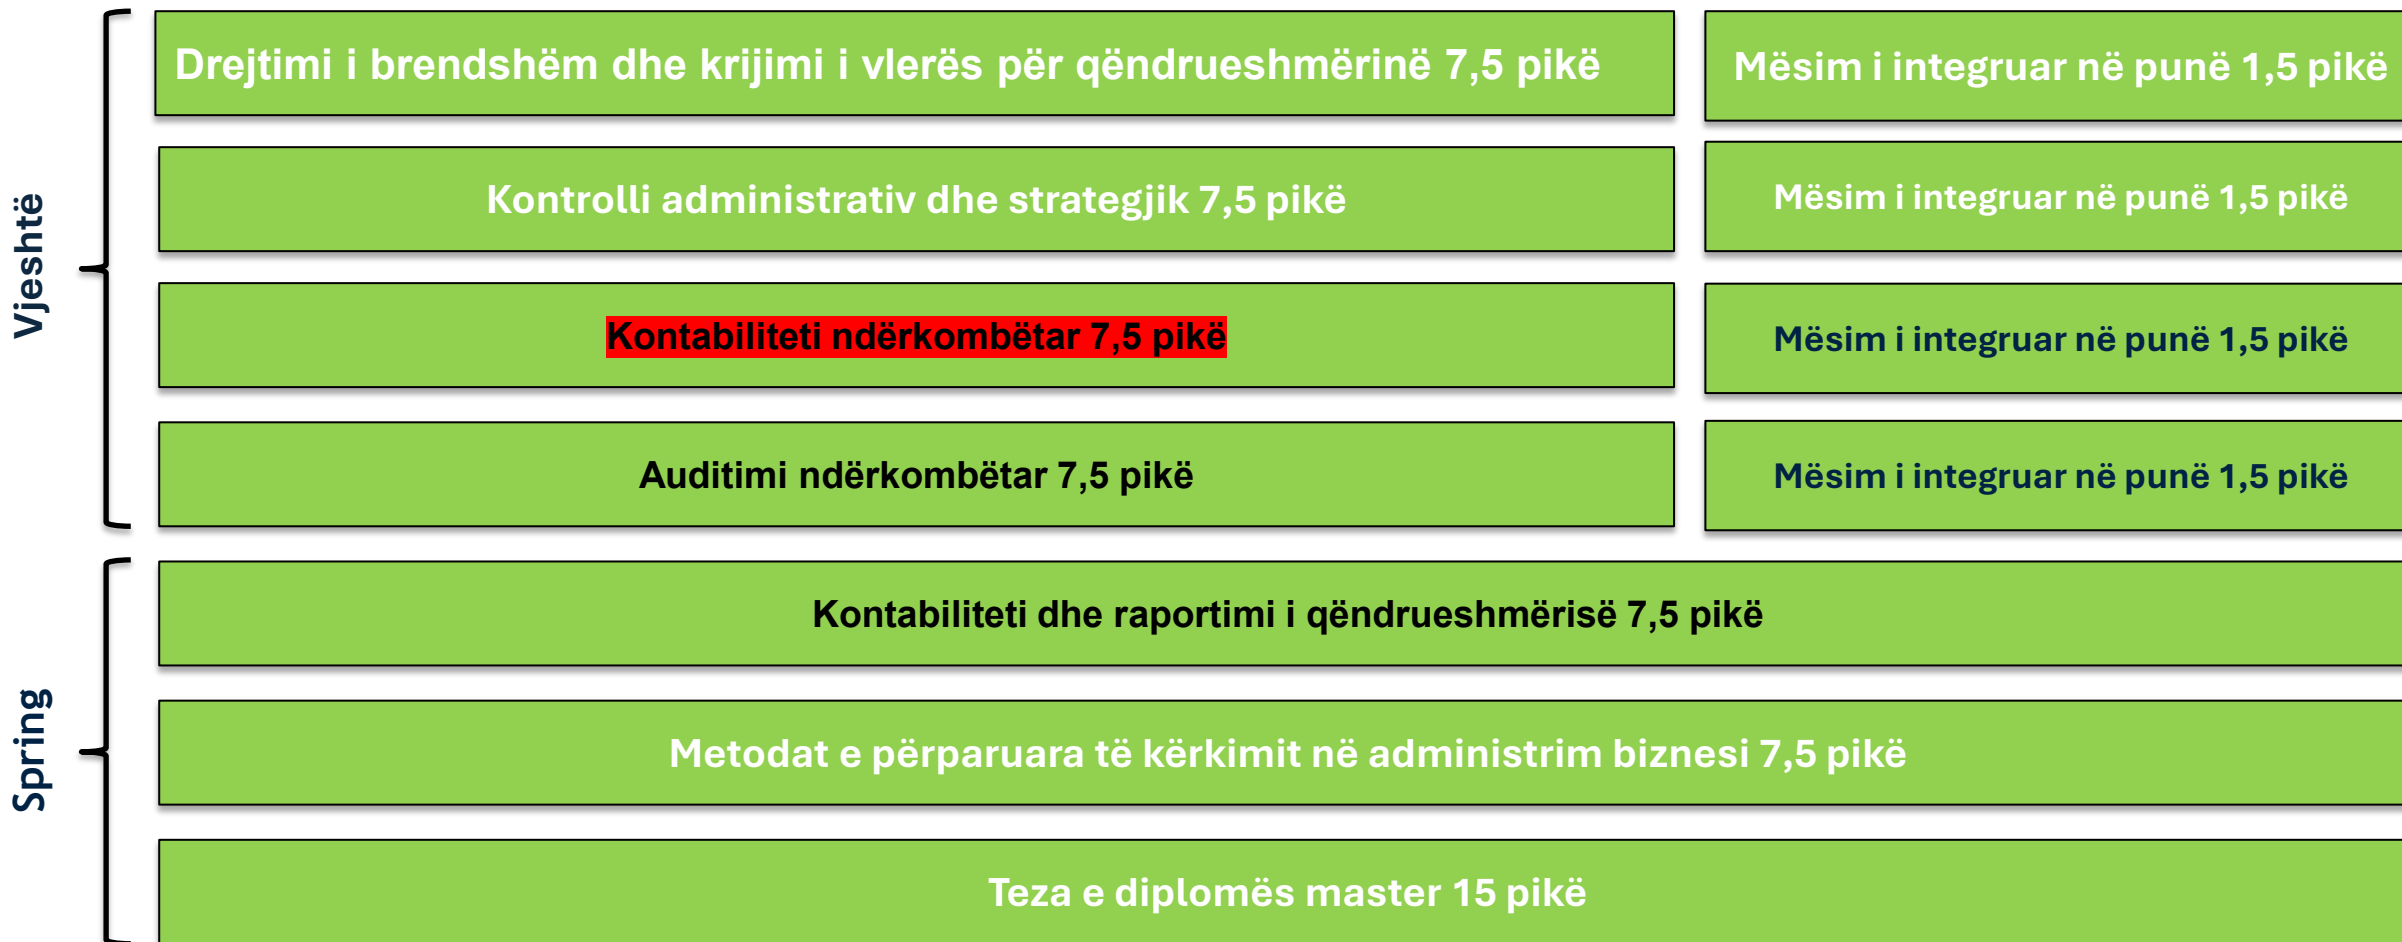 Vjeshtë
Drejtimi i brendshëm dhe krijimi i vlerës për qëndrueshmërinë 7,5 pikë
Mësim i integruar në punë 1,5 pikë
Kontrolli administrativ dhe strategjik 7,5 pikë
Mësim i integruar në punë 1,5 pikë
Kontabiliteti ndërkombëtar 7,5 pikë
Mësim i integruar në punë 1,5 pikë
Auditimi ndërkombëtar 7,5 pikë
Mësim i integruar në punë 1,5 pikë
Spring
Kontabiliteti dhe raportimi i qëndrueshmërisë 7,5 pikë
Metodat e përparuara të kërkimit në administrim biznesi 7,5 pikë
Teza e diplomës master 15 pikë